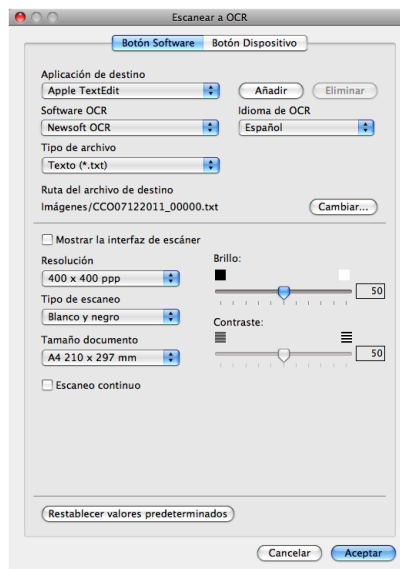 Escanear a OCR
Botón Software Botón Dispositivo
Aplicación de destino
Apple TextEdit Añadir Eliminar
Software OCR Idioma de OCR
Newsoft OCR Español
Tipo de archivo
Texto (*.txt)
Ruta del archivo de destino
Imágenes/CCO07122011_00000.txt Cambiar...
Mostrar la interfaz de escáner
Resolución Brillo:
400 x 400 ppp 50
Tipo de escaneo
Blanco y negro Contraste:
Tamaño documento
A4 210 x 297 mm 50
Escaneo continuo
Restablecer valores predeterminados
Cancelar Aceptar